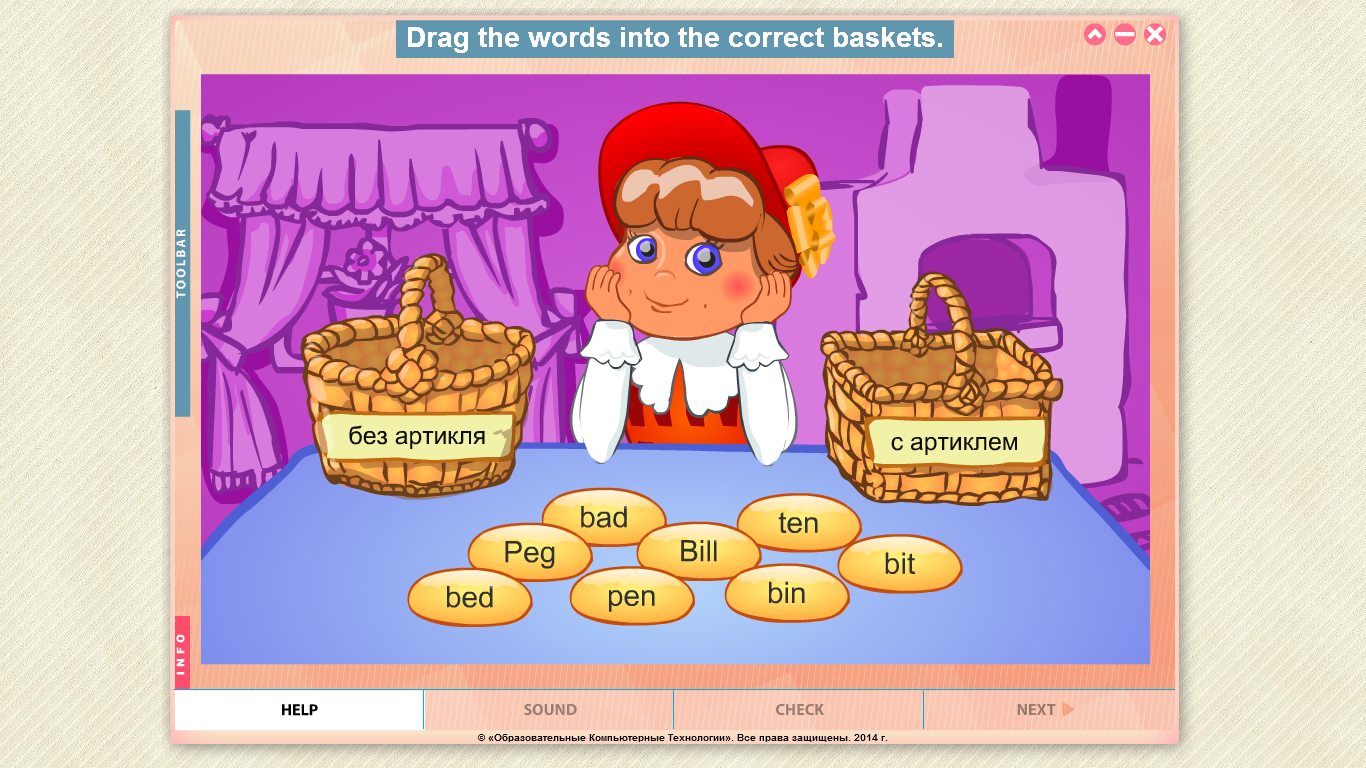 Drag the words into the correct baskets.
TOOLBAR
без артикля
с артиклем
bad
ten
Peg
Bill
bit
bed
pen
bin
INFO
HELP
SOUND
CHECK
NEXT
© «Образовательные Компьютерные Технологии». Все права защищены. 2014 г.